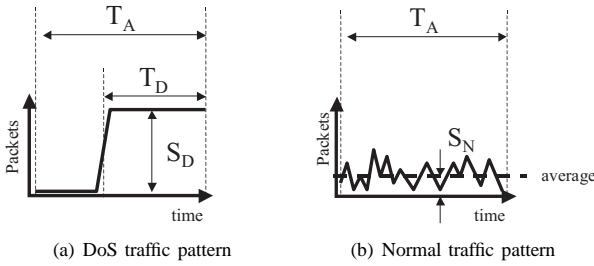 T_A
T_D
S_D
Packets
time
(a) DoS traffic pattern
T_A
S_N
Packets
average
time
(b) Normal traffic pattern